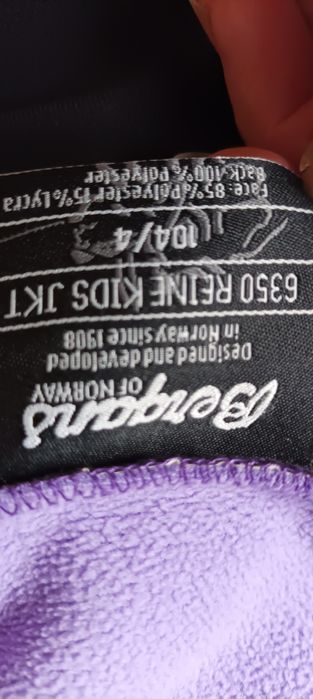 Bergans
OF NORWAY
Designed and developed
in Norway since 1908
6350 REINE KIDS JKT
104/4
Face: 85% Polyester 15% Lycra
Back: 100% Polyester